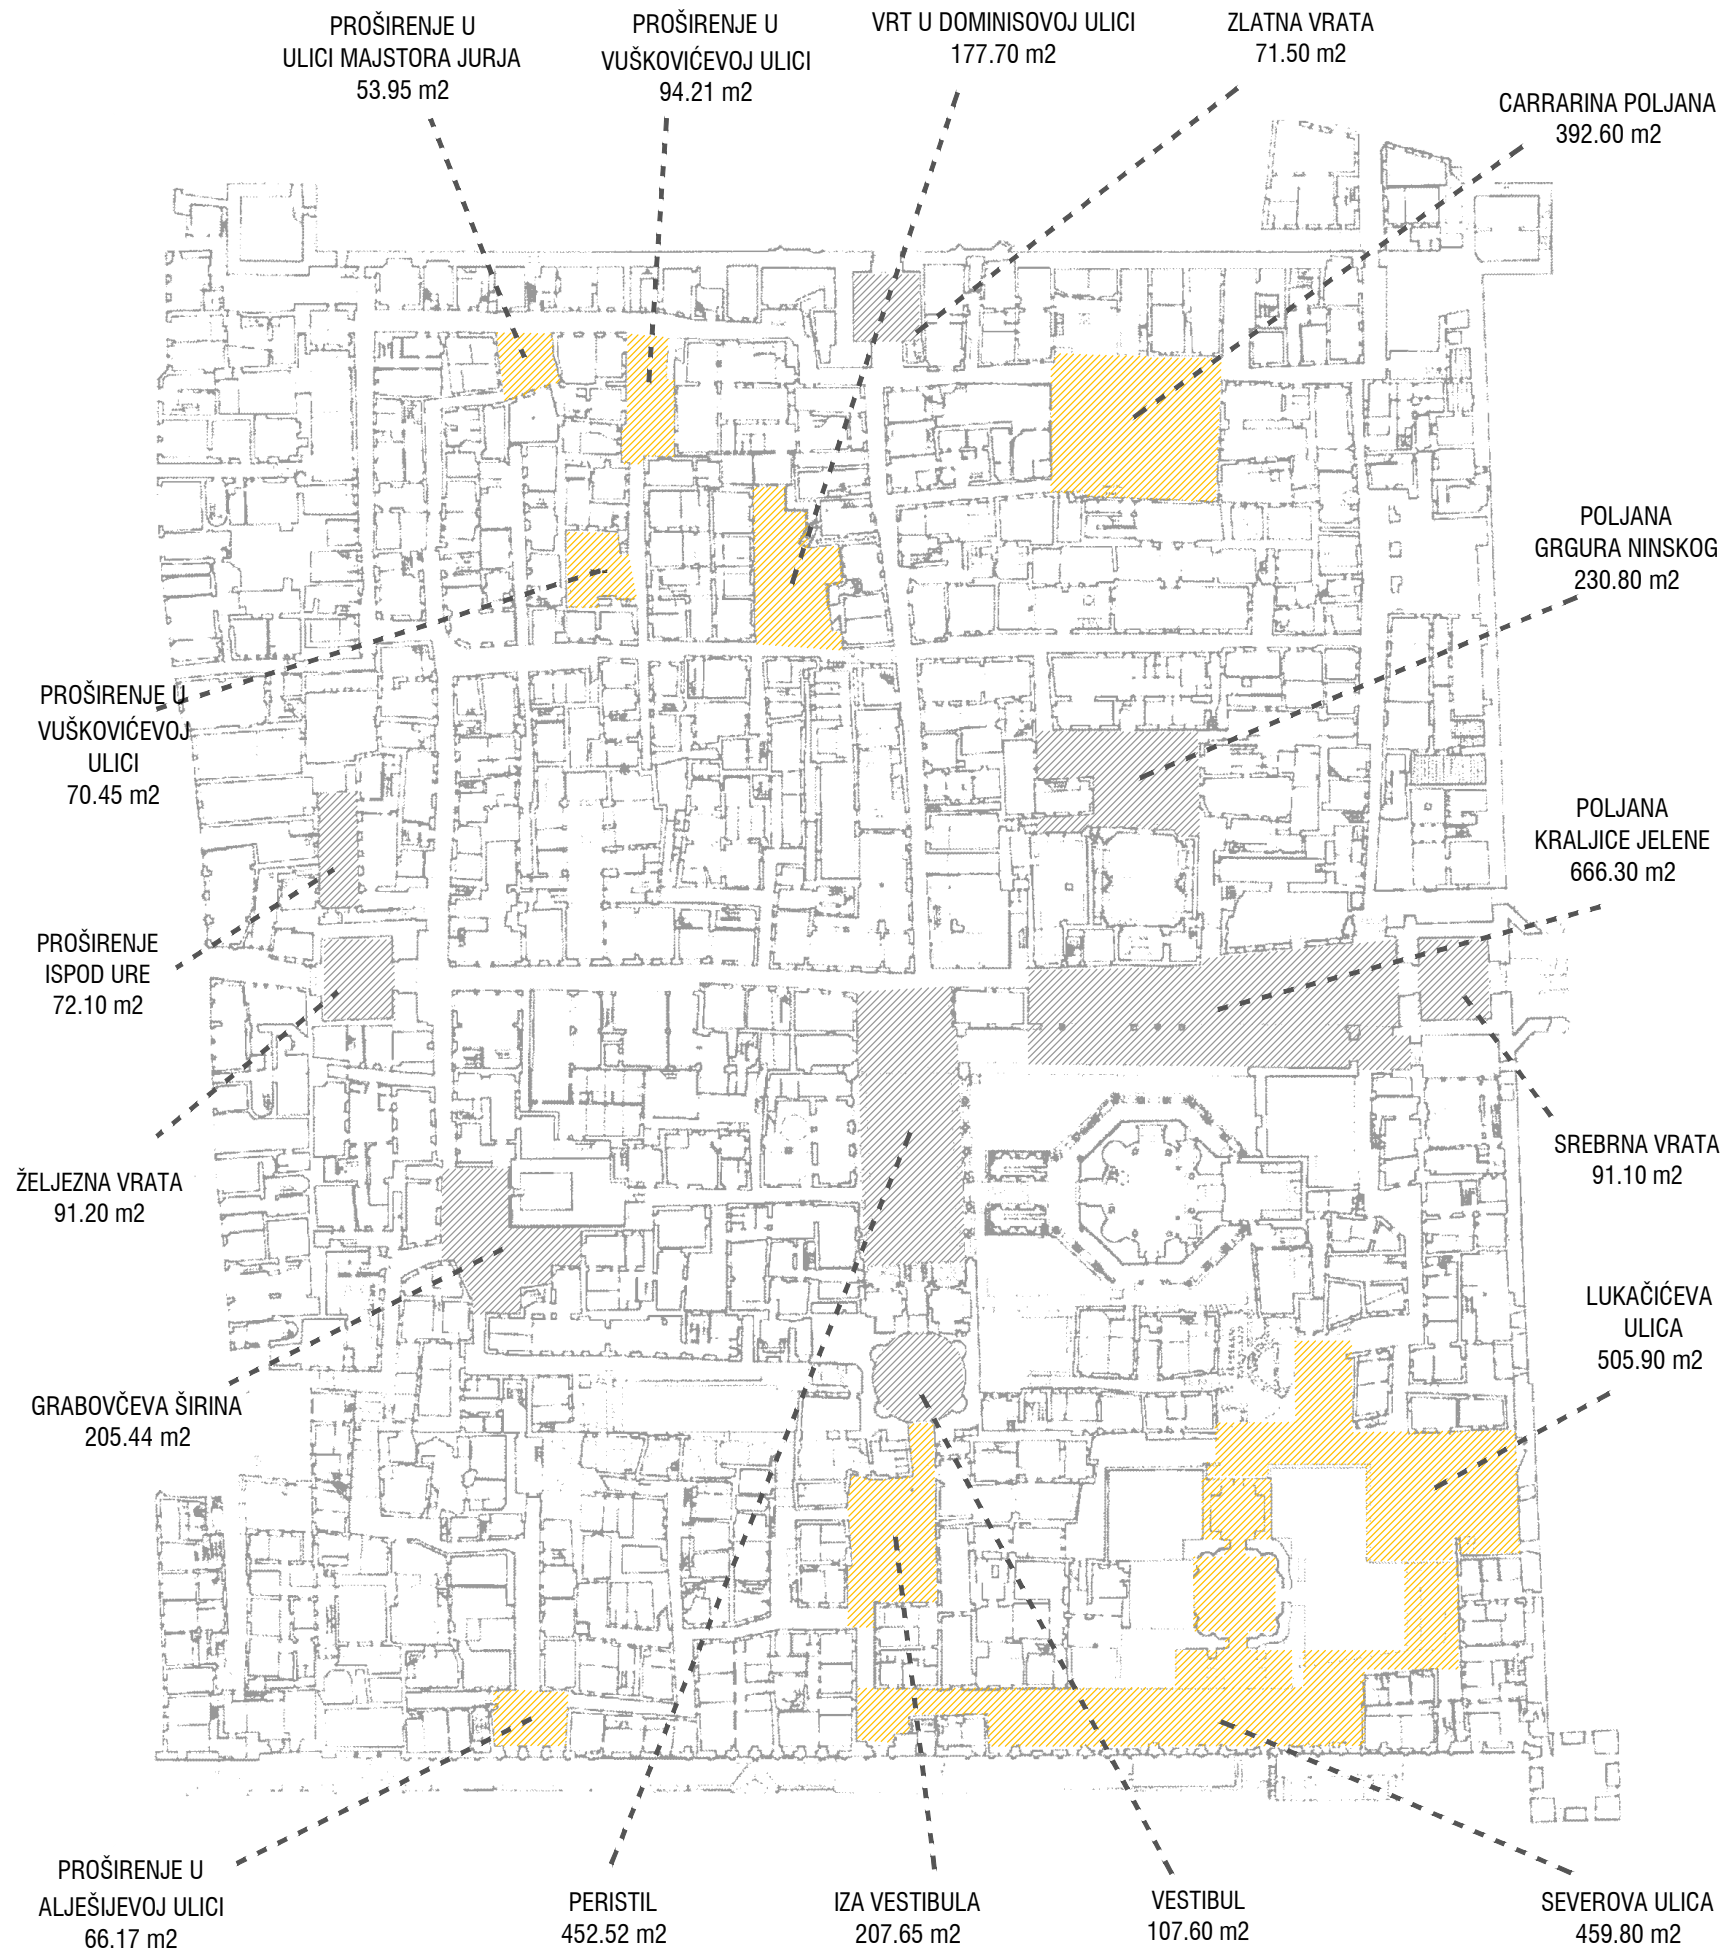 PROŠIRENJE U
ULICI MAJSTORA JURJA
53.95 m2
PROŠIRENJE U
VUŠKOVIĆEVOJ ULICI
94.21 m2
VRT U DOMINISOVOJ ULICI
177.70 m2
ZLATNA VRATA
71.50 m2
CARRARINA POLJANA
392.60 m2
POLJANA
GRGURA NINSKOG
230.80 m2
PROŠIRENJE U
VUŠKOVIĆEVOJ
ULICI
70.45 m2
POLJANA
KRALJICE JELENE
666.30 m2
PROŠIRENJE
ISPOD URE
72.10 m2
SREBRNA VRATA
91.10 m2
ŽELJEZNA VRATA
91.20 m2
LUKAČIĆEVA
ULICA
505.90 m2
GRABOVČEVA ŠIRINA
205.44 m2
PROŠIRENJE U
ALJEŠIJEVOJ ULICI
66.17 m2
PERISTIL
452.52 m2
IZA VESTIBULA
207.65 m2
VESTIBUL
107.60 m2
SEVEROVA ULICA
459.80 m2